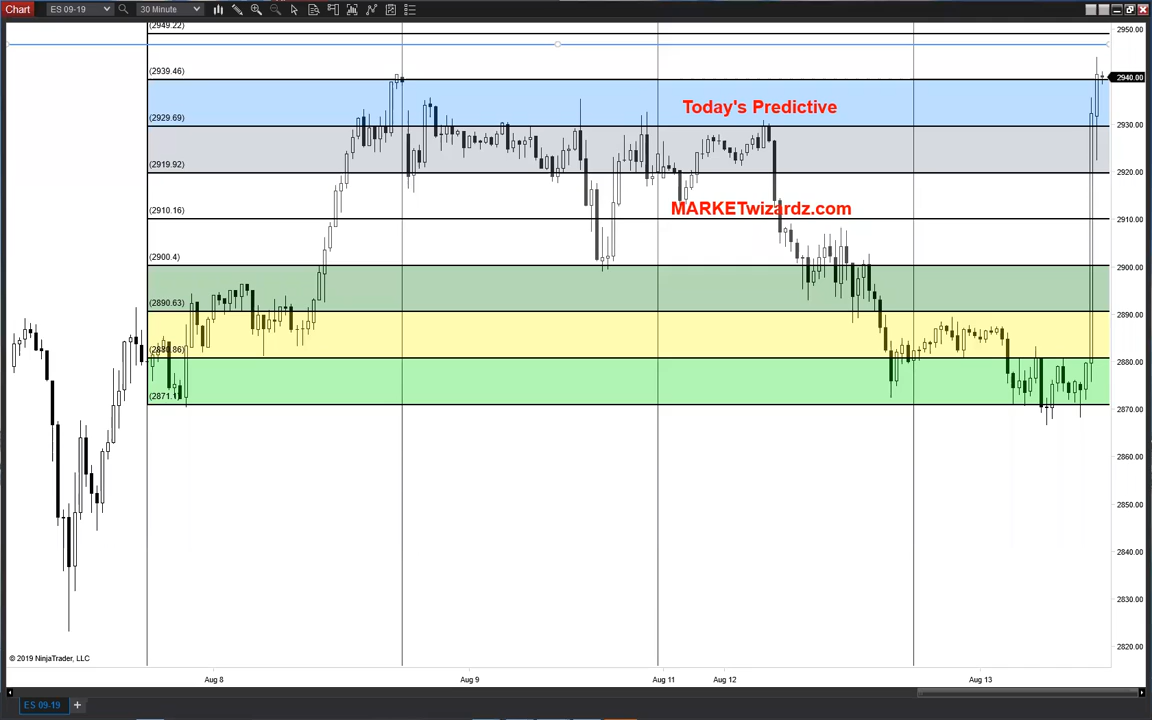 Chart
ES 09-19
30 Minute
(2949.22)
2950.00
(2939.46)
2940.00
Today's Predictive
(2929.69)
2930.00
(2919.92)
2920.00
MARKETwizardz.com
(2910.16)
2910.00
(2900.4)
2900.00
(2890.63)
2890.00
2880.00
2870.00
2860.00
2850.00
2840.00
2830.00
2820.00
© 2019 NinjaTrader, LLC
Aug 8
Aug 9
Aug 11
Aug 12
Aug 13
ES 09-19